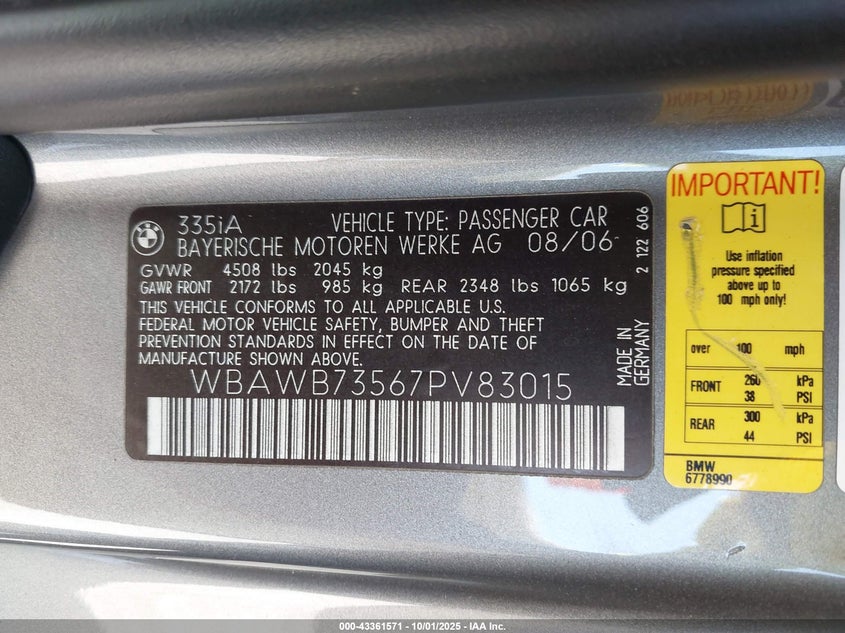 BMW
335iA VEHICLE TYPE: PASSENGER CAR
BAYERISCHE MOTOREN WERKE AG 08/06
GVWR 4508 lbs 2045 kg
GAWR FRONT 2172 lbs 985 kg REAR 2348 lbs 1065 kg
THIS VEHICLE CONFORMS TO ALL APPLICABLE U.S.
FEDERAL MOTOR VEHICLE SAFETY, BUMPER AND THEFT
PREVENTION STANDARDS IN EFFECT ON THE DATE OF
MANUFACTURE SHOWN ABOVE
WBAWB73567PV83015
2 122 606
MADE IN
GERMANY
IMPORTANT!
i
Use inflation
pressure specified
above up to
100 mph only!
over 100 mph
FRONT 260 kPa
38 PSI
REAR 300 kPa
44 PSI
BMW
6778990
000-43361571 - 10/01/2025 - IAA Inc.